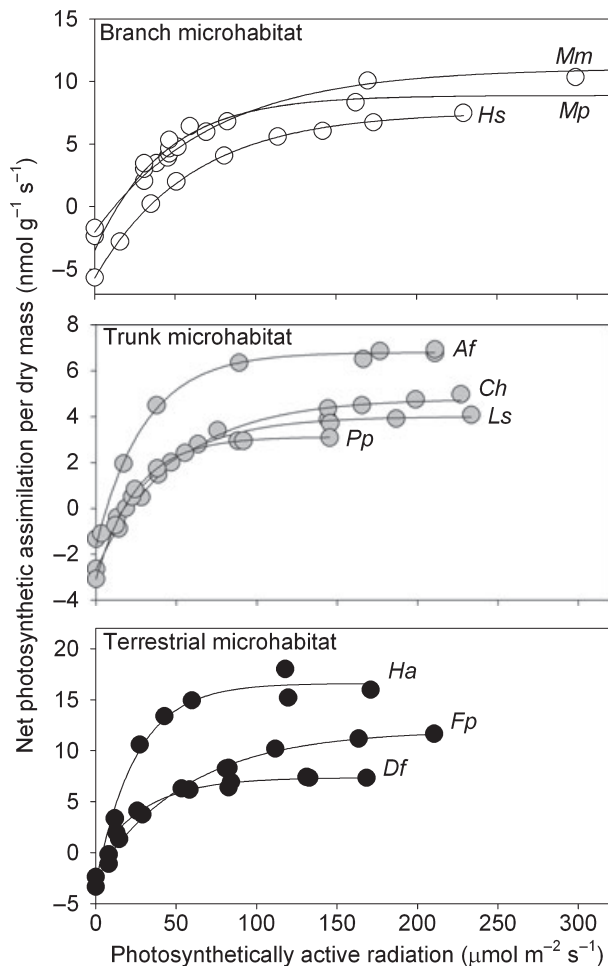 Net photosynthetic assimilation per dry mass (nmol g⁻¹ s⁻¹)
Branch microhabitat
15
10
5
0
–5
Mm
Mp
Hs
Trunk microhabitat
8
6
4
2
0
–2
–4
Af
Ch
Ls
Pp
Terrestrial microhabitat
20
15
10
5
0
–5
Ha
Fp
Df
0 50 100 150 200 250 300
Photosynthetically active radiation (μmol m⁻² s⁻¹)